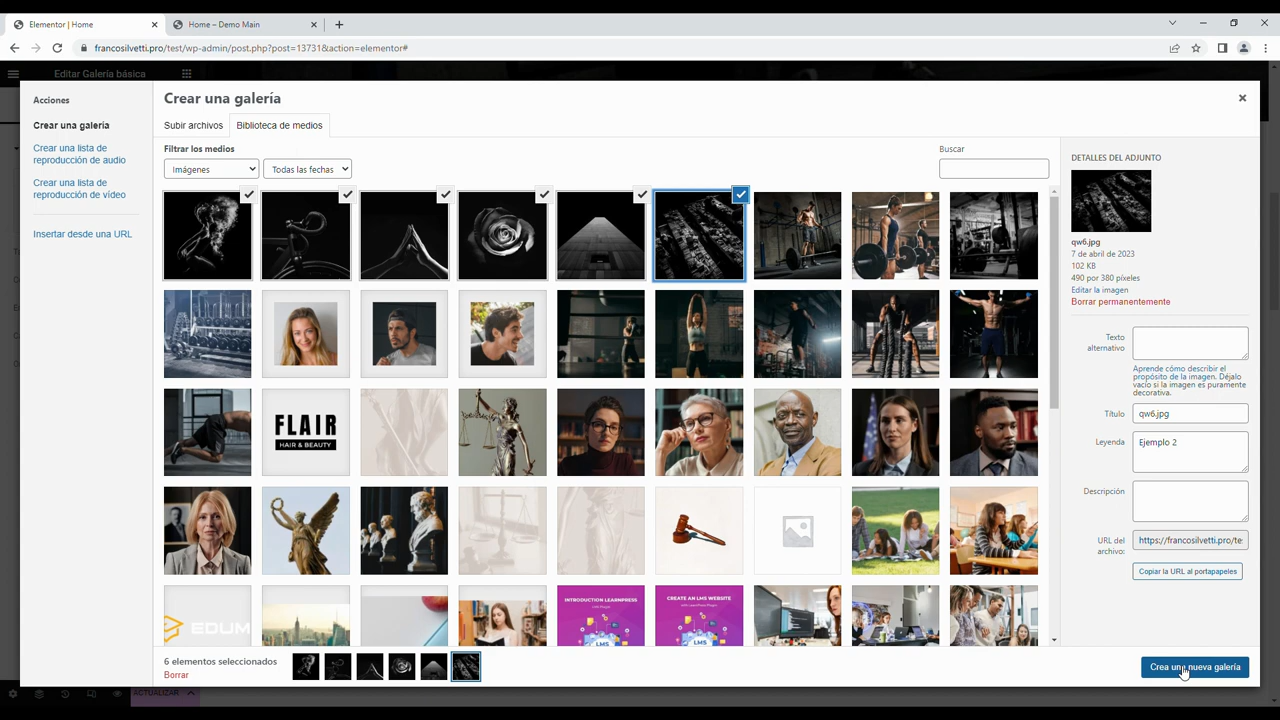 Elementor | Home
Home – Demo Main
francosilvetti.pro/test/wp-admin/post.php?post=13731&action=elementor#
Editar Galería básica
Acciones
Crear una galería
Crear una lista de
reproducción de audio
Crear una lista de
reproducción de vídeo
Insertar desde una URL
Crear una galería
Subir archivos
Biblioteca de medios
Filtrar los medios
Imágenes
Todas las fechas
Buscar
FLAIR
HAIR & BEAUTY
EDUM
INTRODUCTION LEARNPRESS
LMS
CREATE AN LMS WEBSITE
LMS
DETALLES DEL ADJUNTO
qw6.jpg
7 de abril de 2023
102 KB
490 por 380 píxeles
Editar la imagen
Borrar permanentemente
Texto
alternativo
Aprende cómo describir el
propósito de la imagen. Déjalo
vacío si la imagen es puramente
decorativa.
Título
qw6.jpg
Leyenda
Ejemplo 2
Descripción
URL del
archivo:
https://francosilvetti.pro/te
Copiar la URL al portapapeles
6 elementos seleccionados
Borrar
Crea una nueva galería
ACTUALIZAR